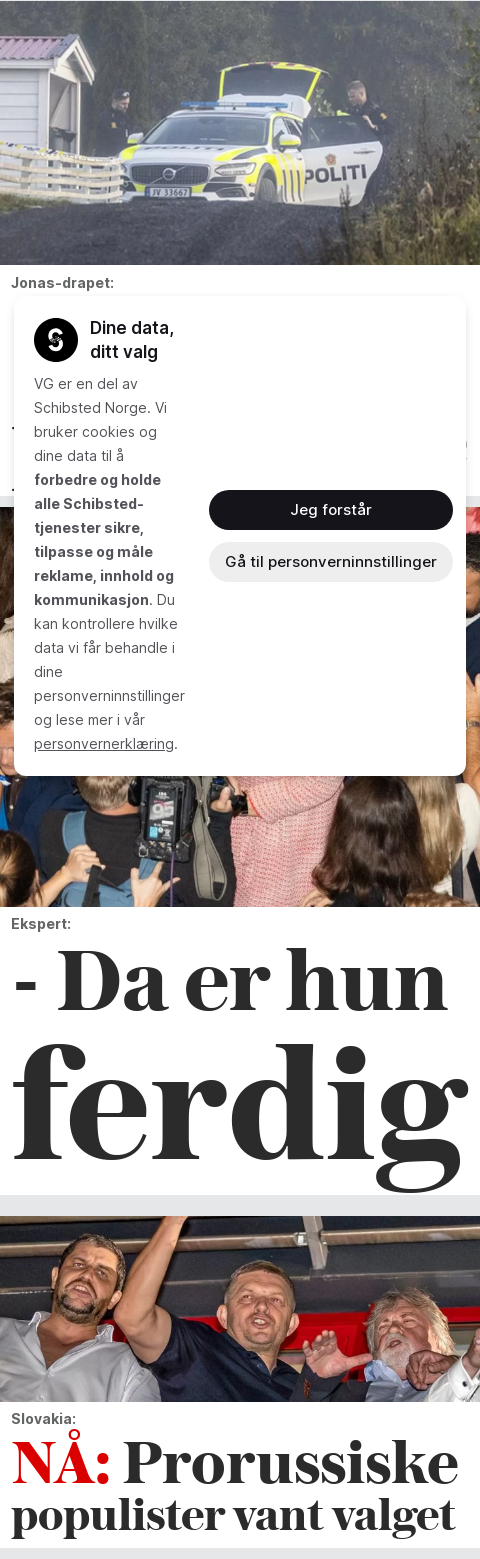 POLITI
JV 33667
Jonas-drapet:
Dine data,
ditt valg
VG er en del av
Schibsted Norge. Vi
bruker cookies og
dine data til å
forbedre og holde
alle Schibsted-
tjenester sikre,
tilpasse og måle
reklame, innhold og
kommunikasjon. Du
kan kontrollere hvilke
data vi får behandle i
dine
personverninnstillinger
og lese mer i vår
personvernerklæring.
Jeg forstår
Gå til personverninnstillinger
Ekspert:
- Da er hun
ferdig
Slovakia:
NÅ: Prorussiske
populister vant valget